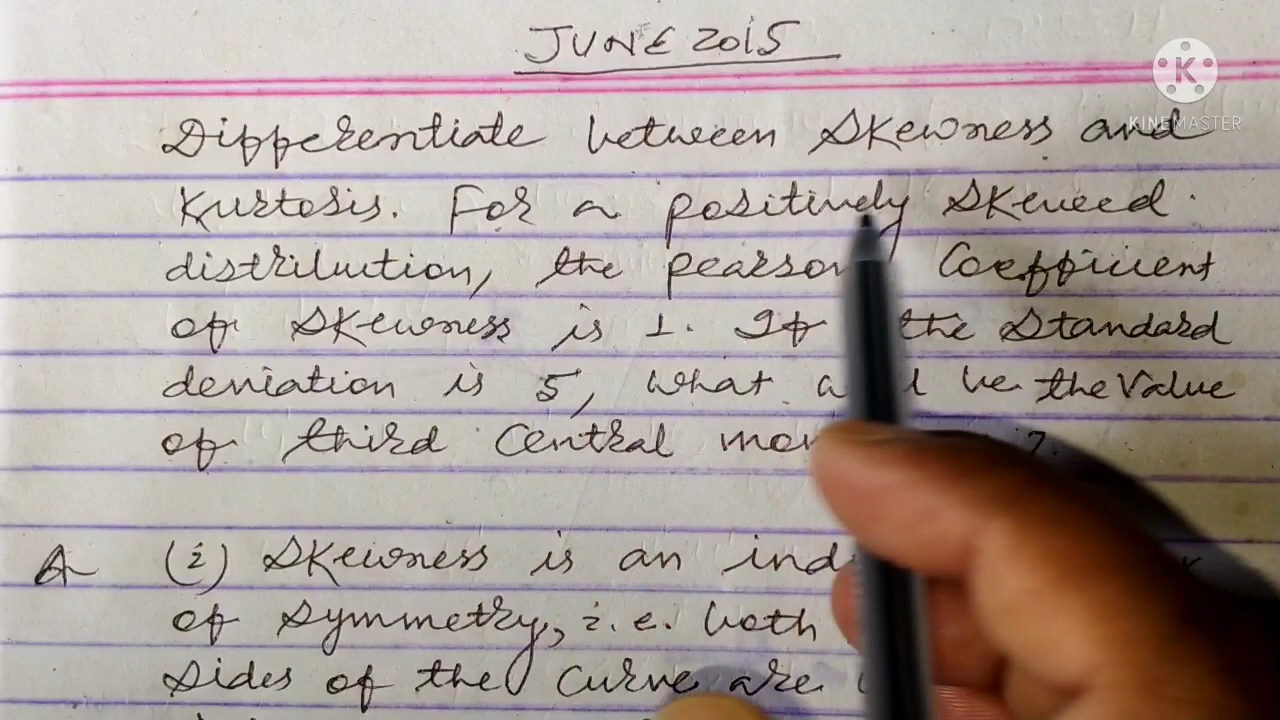 JUNE 2015
K
KINEMASTER
Differentiate between Skewness and
Kurtosis. For a positively Skewed
distribution, the pearson Coefficient
of Skewness is 1. If the Standard
deviation is 5, what be the Value
of third Central ?
A (i) Skewness is an
of Symmetry, i.e. both
Sides of the Curve are